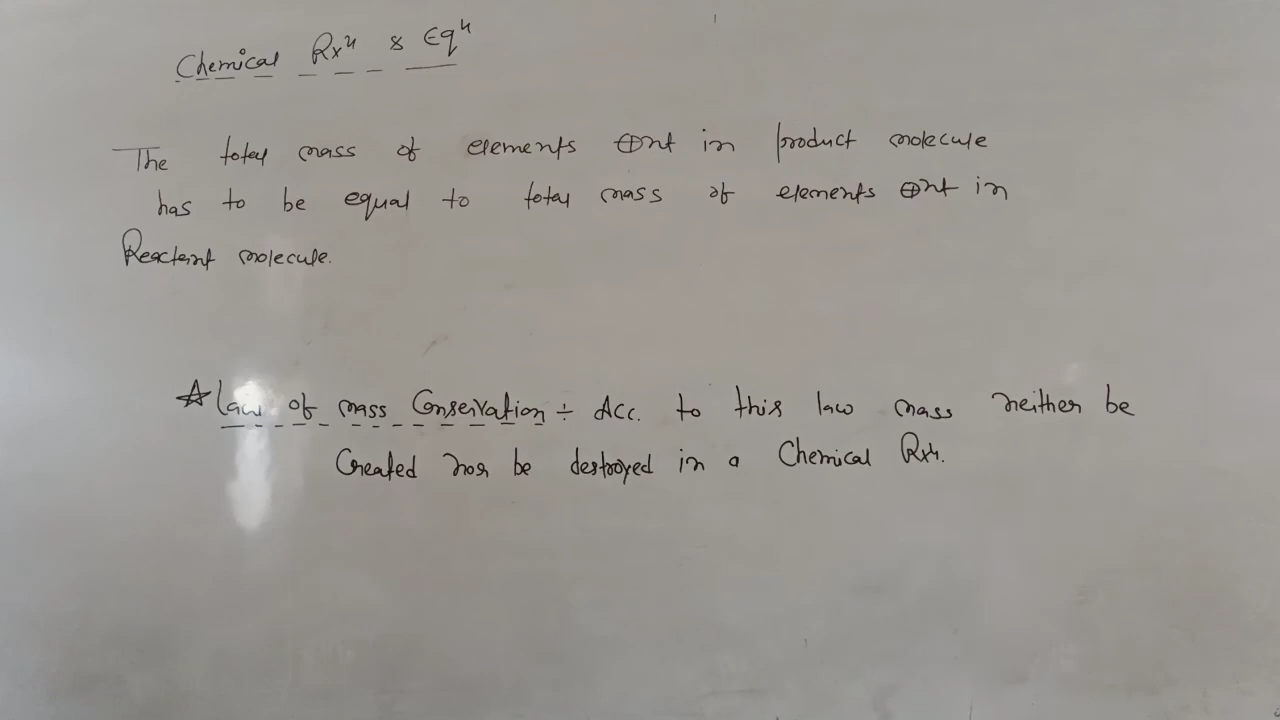 Chemical Rxⁿ & Eqⁿ
The total mass of elements ⊕nt in product molecule
has to be equal to total mass of elements ⊕nt in
Reactant molecule.
☆ Law of mass Conservation ÷ Acc. to this law mass neither be
Created nor be destroyed in a Chemical Rxn.